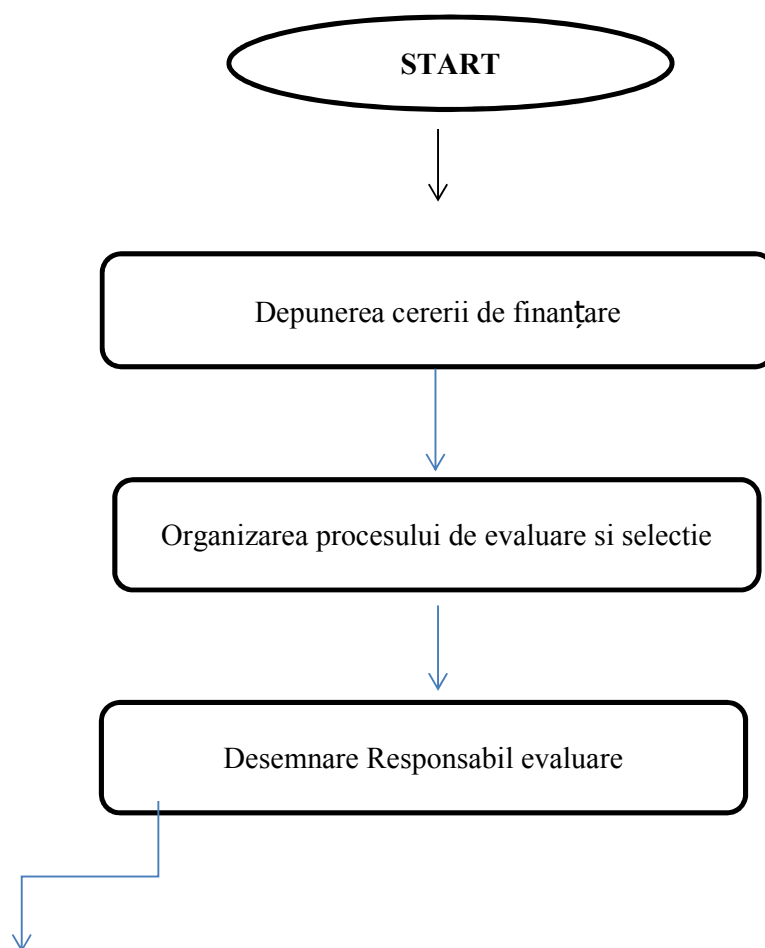 START
Depunerea cererii de finanțare
Organizarea procesului de evaluare si selectie
Desemnare Responsabil evaluare